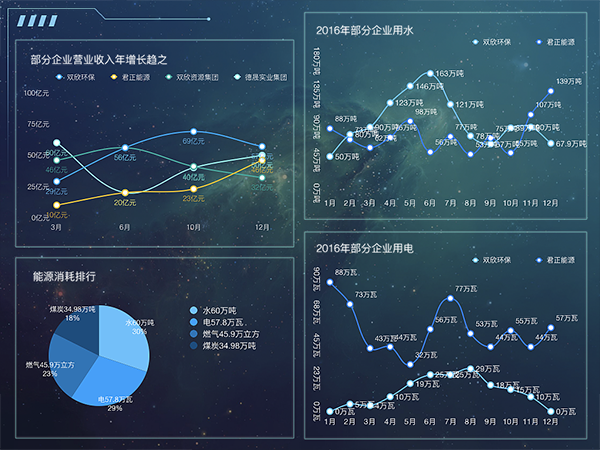 部分企业营业收入年增长趋之
双欣环保 君正能源 双欣资源集团 德晟实业集团
100亿元
75亿元
50亿元
25亿元
0亿元
60亿元
46亿元
29亿元
10亿元
56亿元
20亿元
69亿元
40亿元
23亿元
46亿元
32亿元
3月 6月 10月 12月
能源消耗排行
煤炭34.98万吨
18%
水60万吨
30%
燃气45.9万立方
23%
电57.8万瓦
29%
水60万吨
电57.8万瓦
燃气45.9万立方
煤炭34.98万吨
2016年部分企业用水
双欣环保 君正能源
180万吨
135万吨
90万吨
45万吨
0万吨
88万吨
50万吨
80万吨
90万吨
123万吨
146万吨
98万吨
163万吨
56万吨
121万吨
77万吨
78万吨
107万吨
90万吨
139万吨
67.9万吨
1月 2月 3月 4月 5月 6月 7月 8月 9月 10月 11月 12月
2016年部分企业用电
双欣环保 君正能源
90万瓦
68万瓦
45万瓦
23万瓦
0万瓦
88万瓦
73万瓦
43万瓦
44万瓦
32万瓦
56万瓦
77万瓦
53万瓦
44万瓦
55万瓦
44万瓦
57万瓦
0万瓦
5万瓦
4万瓦
10万瓦
19万瓦
25万瓦
25万瓦
29万瓦
18万瓦
15万瓦
10万瓦
0万瓦
1月 2月 3月 4月 5月 6月 7月 8月 9月 10月 11月 12月